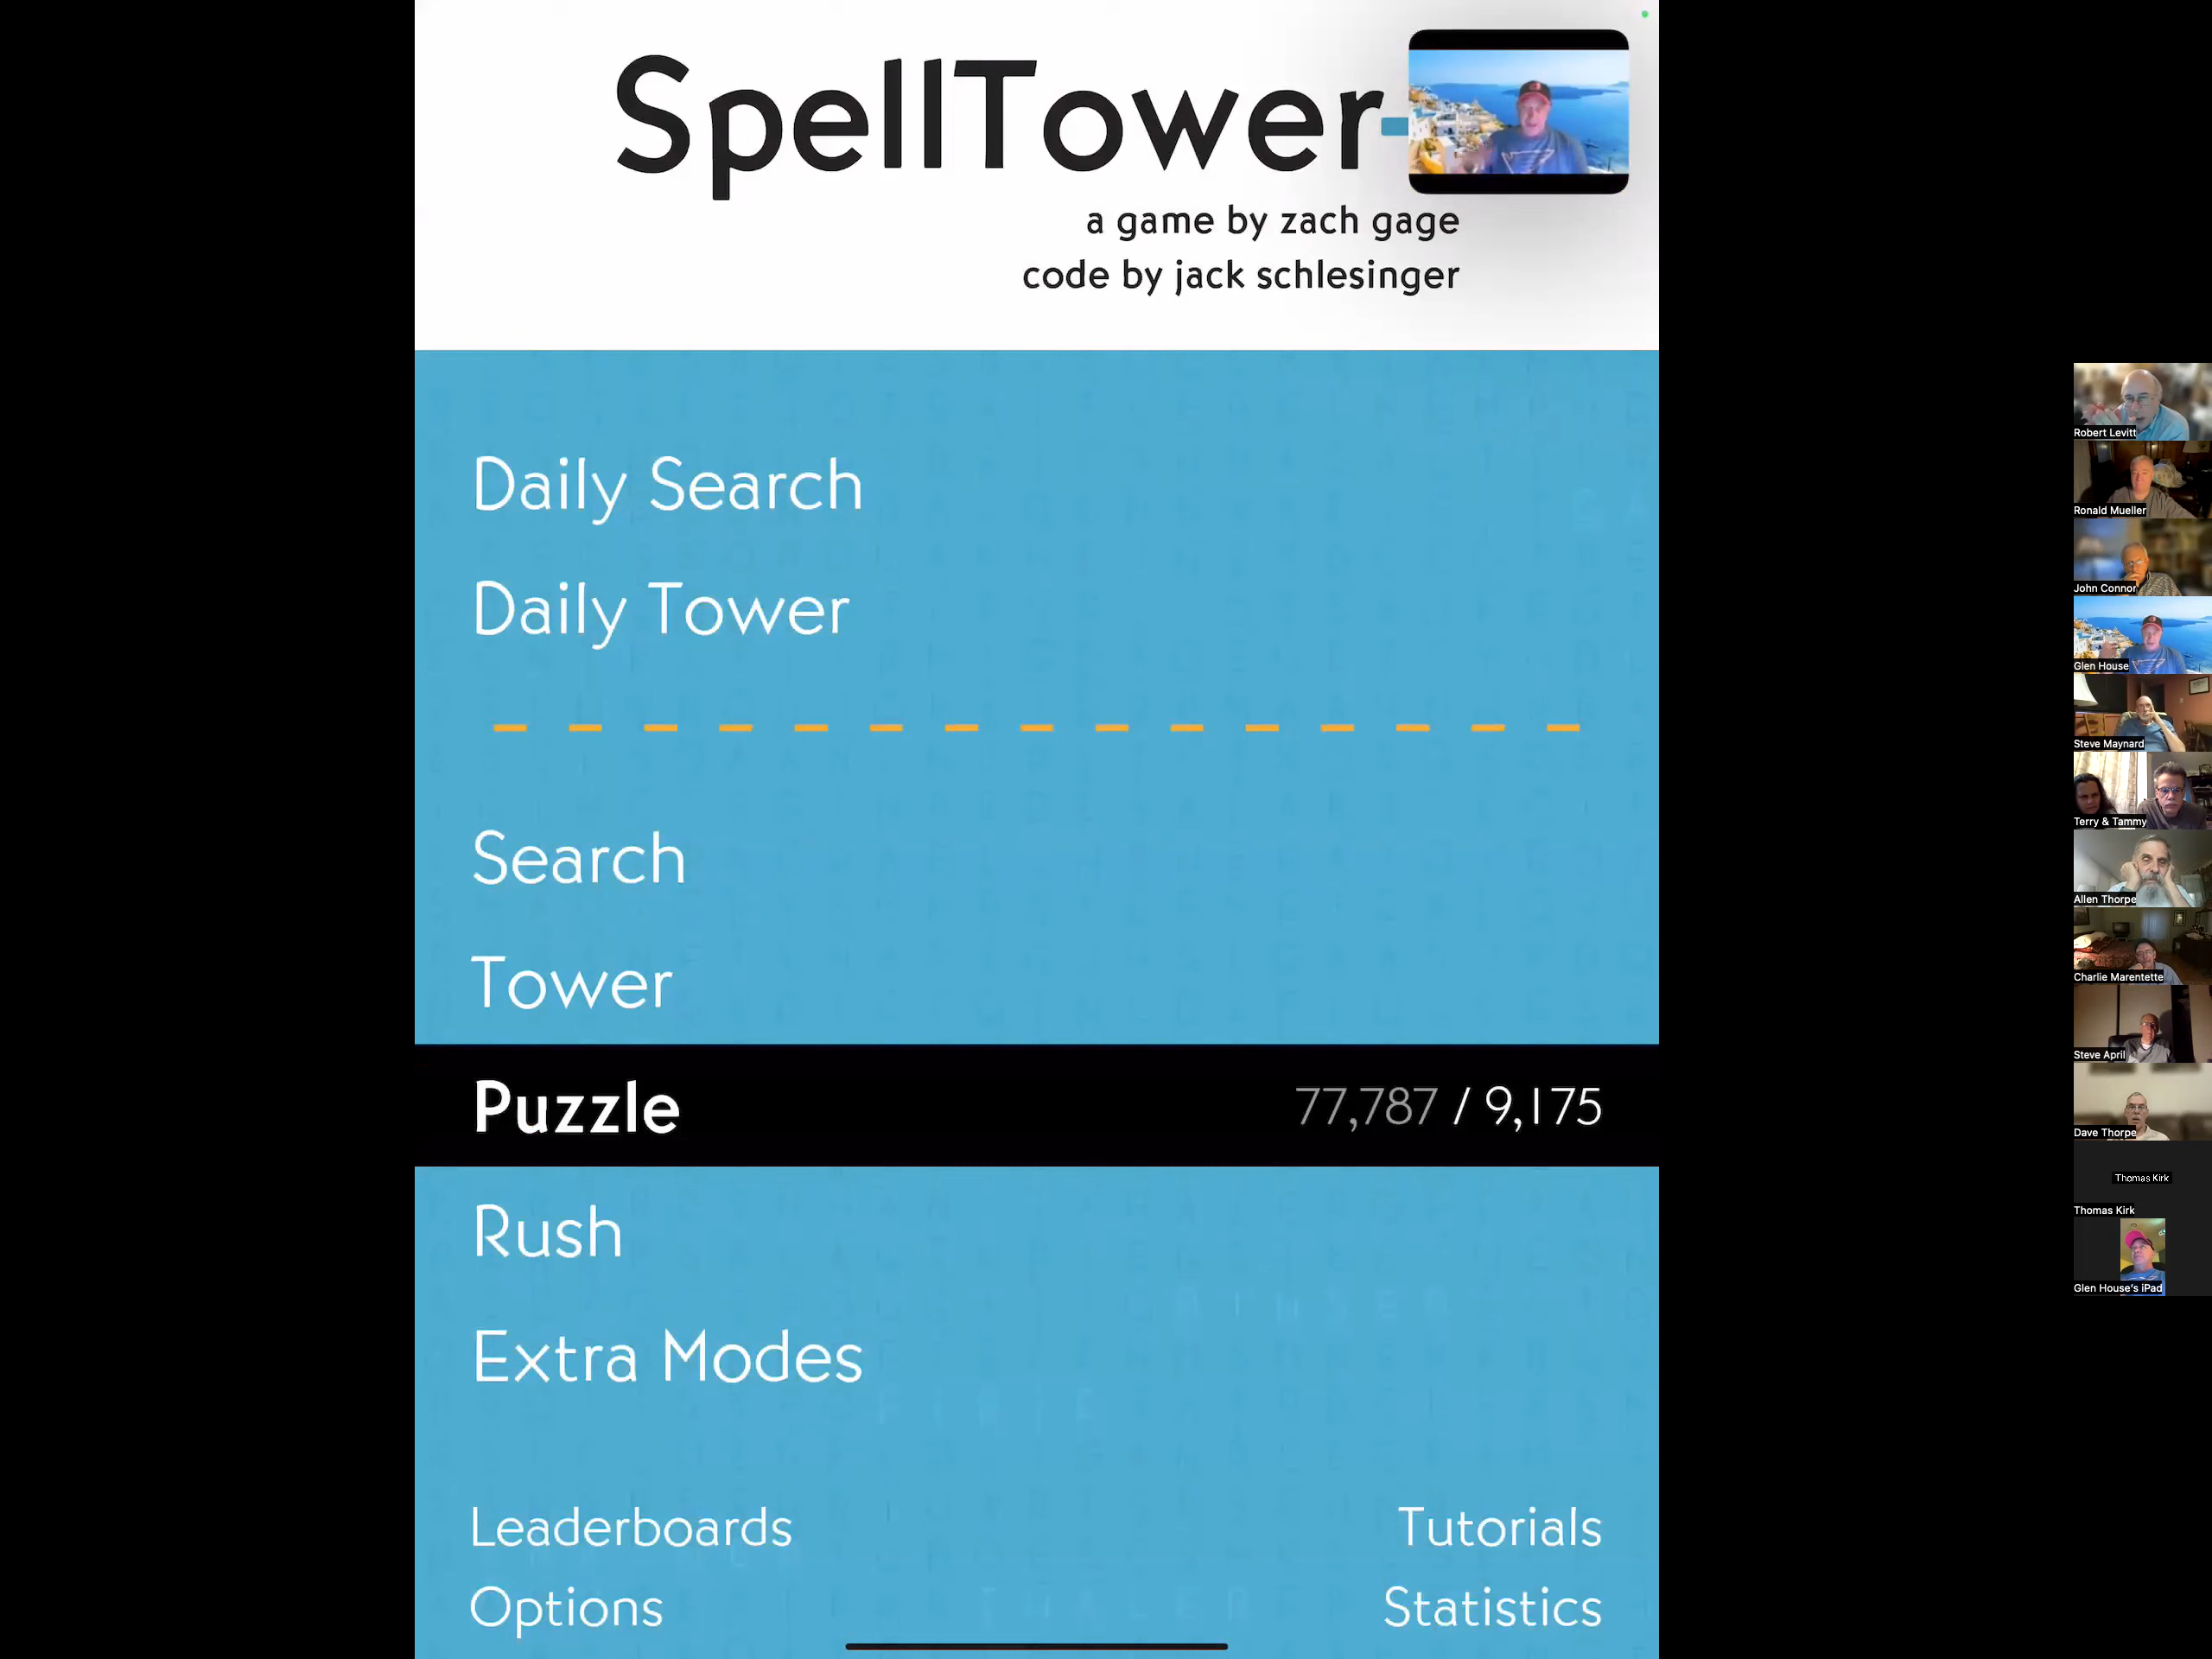 SpellTower
a game by zach gage
code by jack schlesinger
Daily Search
Daily Tower
Search
Tower
Puzzle 77,787 / 9,175
Rush
Extra Modes
Leaderboards Tutorials
Options Statistics
Robert Levitt
Ronald Mueller
John Connor
Glen House
Steve Maynard
Terry & Tammy
Allen Thorpe
Charlie Marentette
Steve April
Dave Thorpe
Thomas Kirk
Thomas Kirk
Glen House's iPad